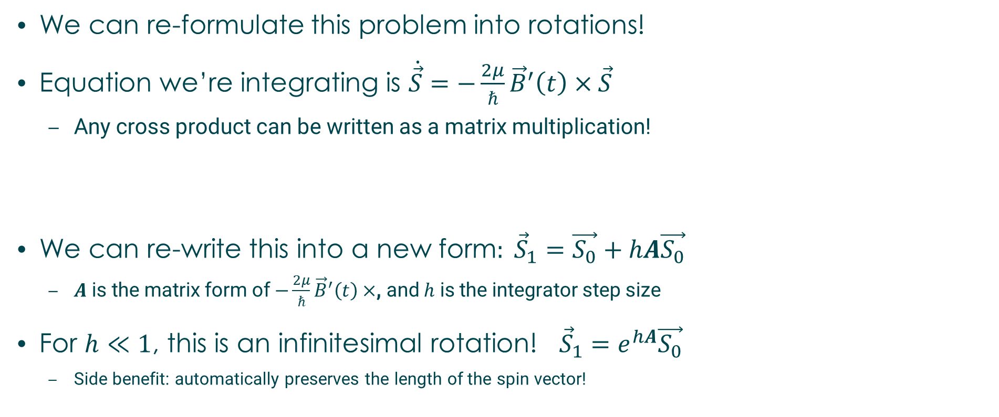 • We can re-formulate this problem into rotations!
• Equation we're integrating is $\dot{\vec{S}} = -\frac{2\mu}{\hbar}\vec{B}'(t) \times \vec{S}$
– Any cross product can be written as a matrix multiplication!
• We can re-write this into a new form: $\vec{S}_1 = \overrightarrow{S_0} + h\boldsymbol{A}\overrightarrow{S_0}$
– $\boldsymbol{A}$ is the matrix form of $-\frac{2\mu}{\hbar}\vec{B}'(t) \times$, and $h$ is the integrator step size
• For $h \ll 1$, this is an infinitesimal rotation! $\vec{S}_1 = e^{h\boldsymbol{A}}\overrightarrow{S_0}$
– Side benefit: automatically preserves the length of the spin vector!